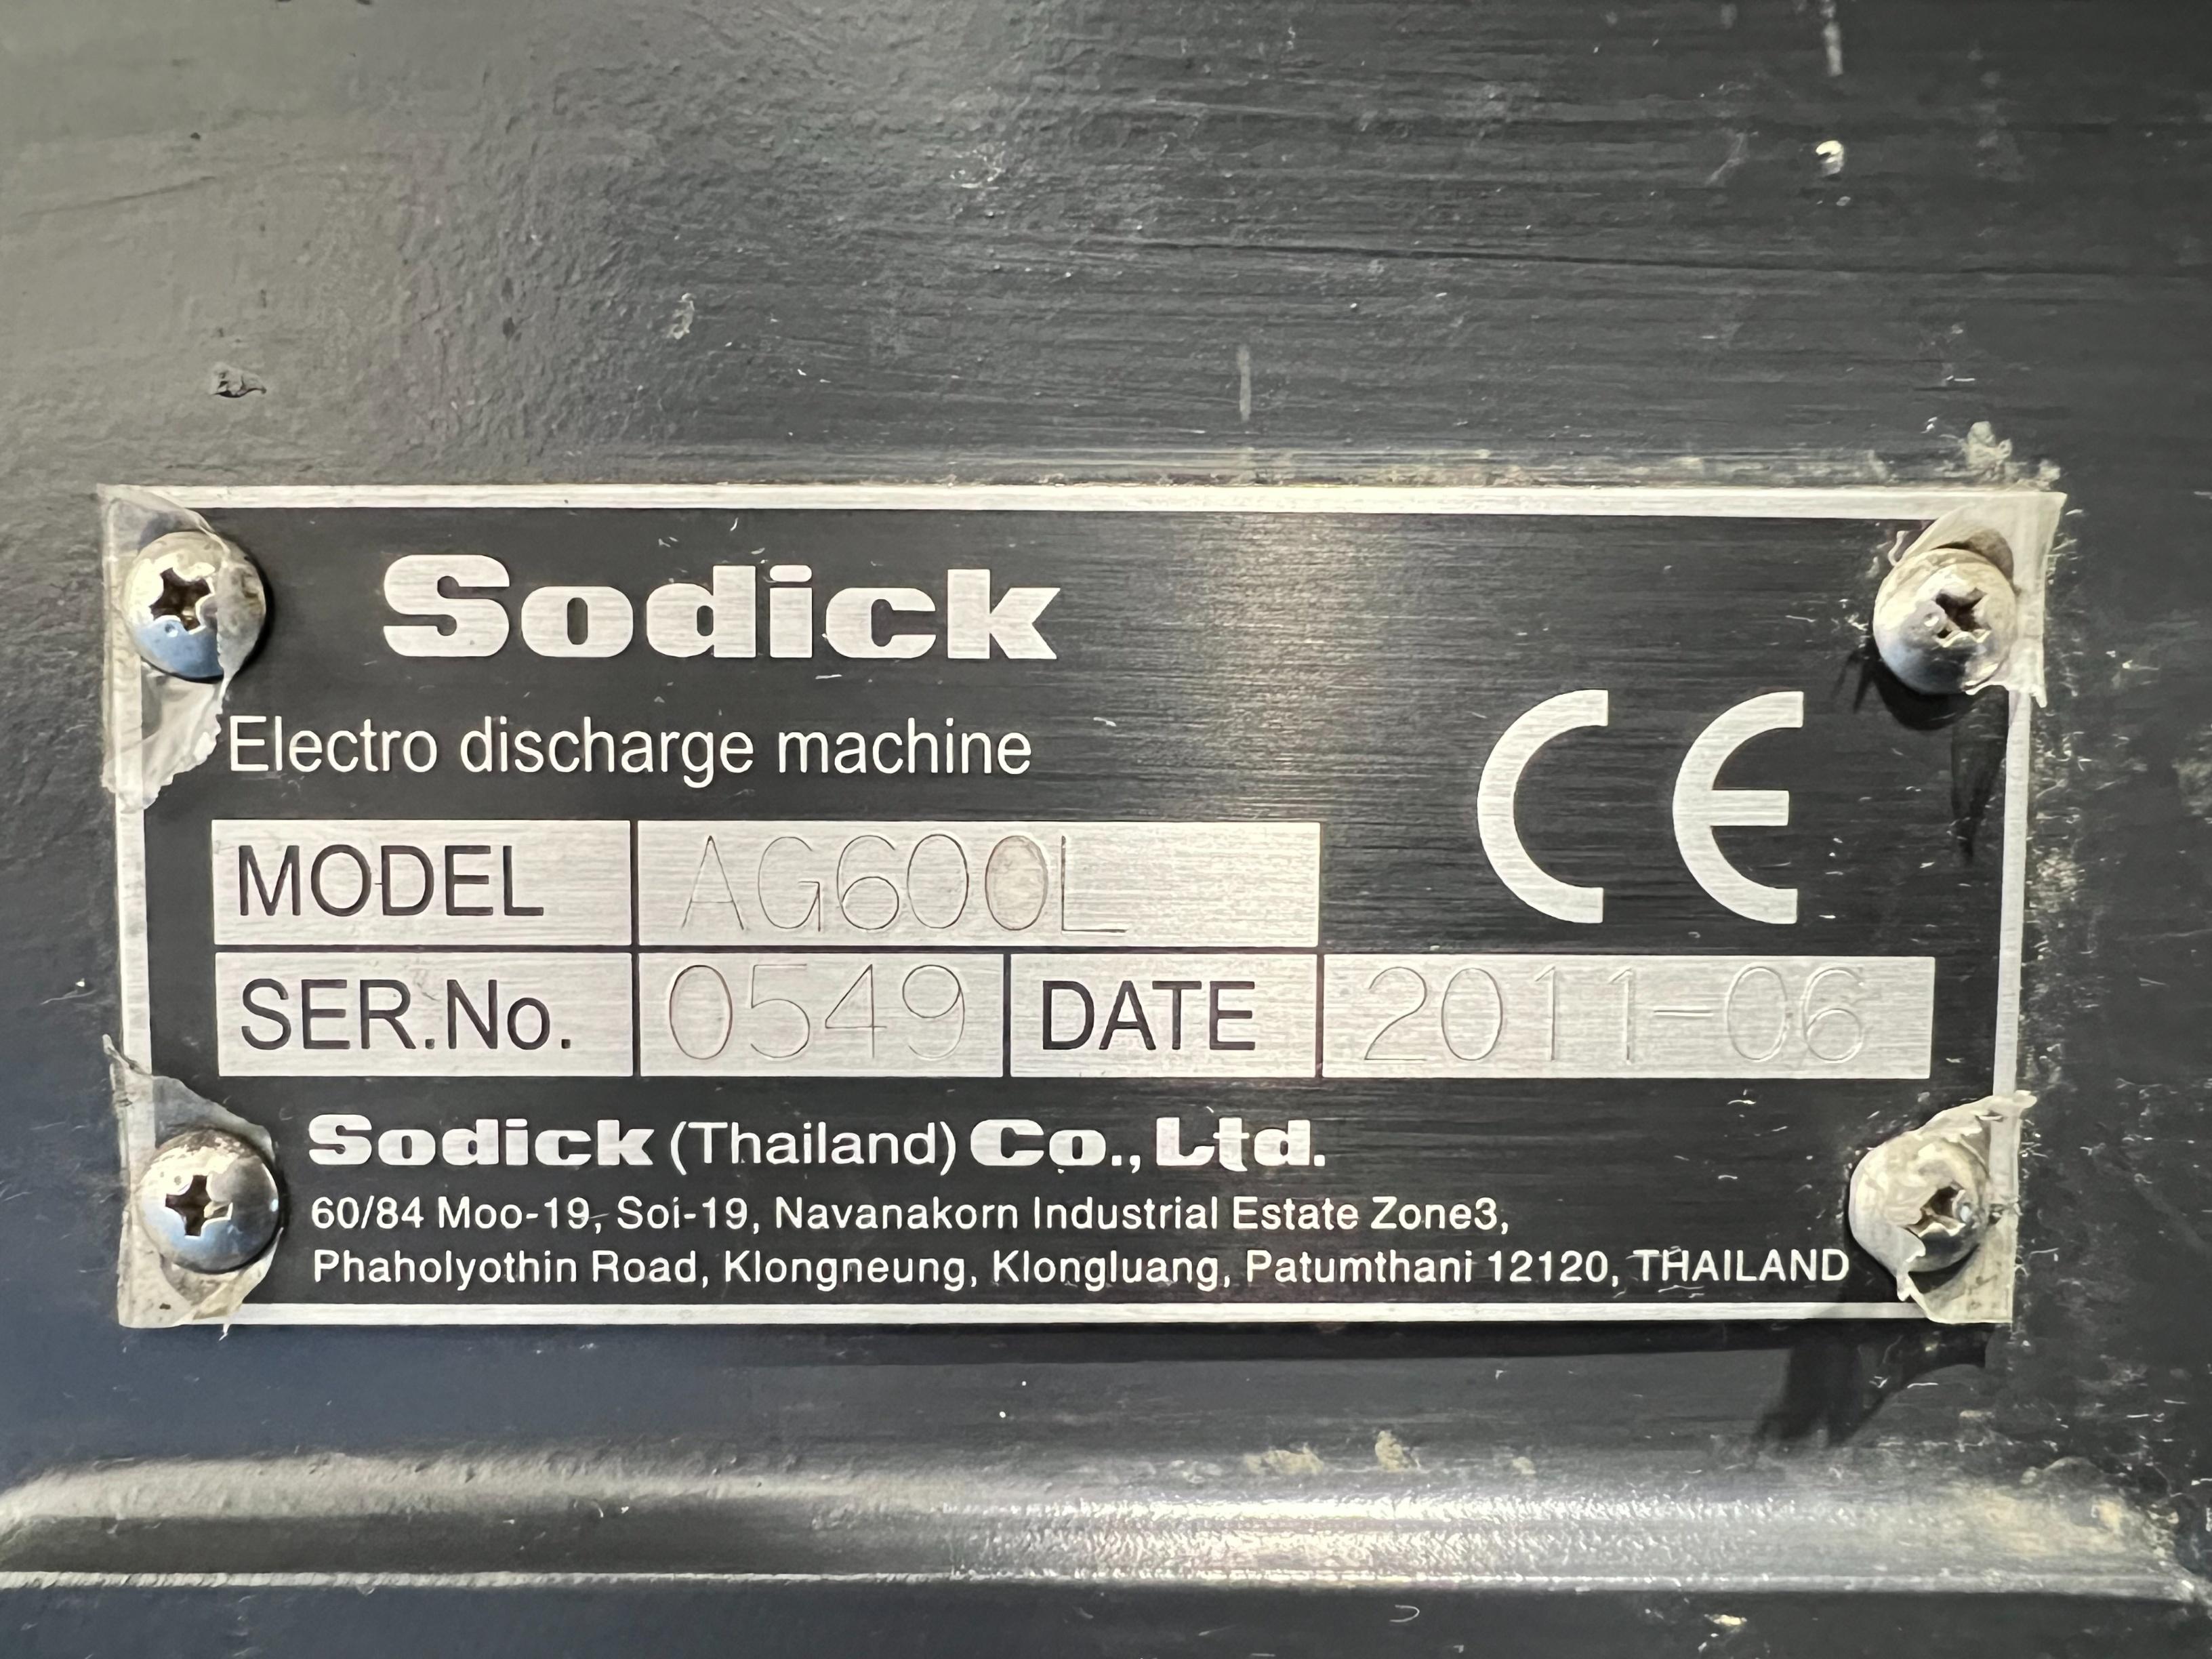 Sodick
Electro discharge machine
CE
MODEL AG600L
SER.No. 0549 DATE 2011-06
Sodick (Thailand) Co., Ltd.
60/84 Moo-19, Soi-19, Navanakorn Industrial Estate Zone3,
Phaholyothin Road, Klongneung, Klongluang, Patumthani 12120, THAILAND